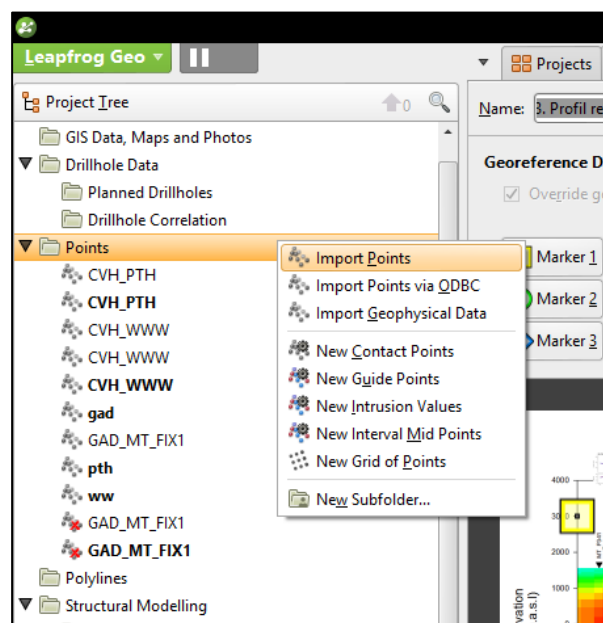 Leapfrog Geo
Projects
Project Tree
0
Name: 3. Profil re
GIS Data, Maps and Photos
Georeference D
Drillhole Data
Override ge
Planned Drillholes
Drillhole Correlation
Points
Import Points
Marker 1
CVH_PTH
Import Points via ODBC
CVH_PTH
Import Geophysical Data
Marker 2
CVH_WWW
New Contact Points
Marker 3
CVH_WWW
New Guide Points
CVH_WWW
New Intrusion Values
gad
New Interval Mid Points
GAD_MT_FIX1
New Grid of Points
pth
ww
New Subfolder...
GAD_MT_FIX1
GAD_MT_FIX1
Polylines
Structural Modelling
4000
2000
1000
0
vation
.a.s.l)